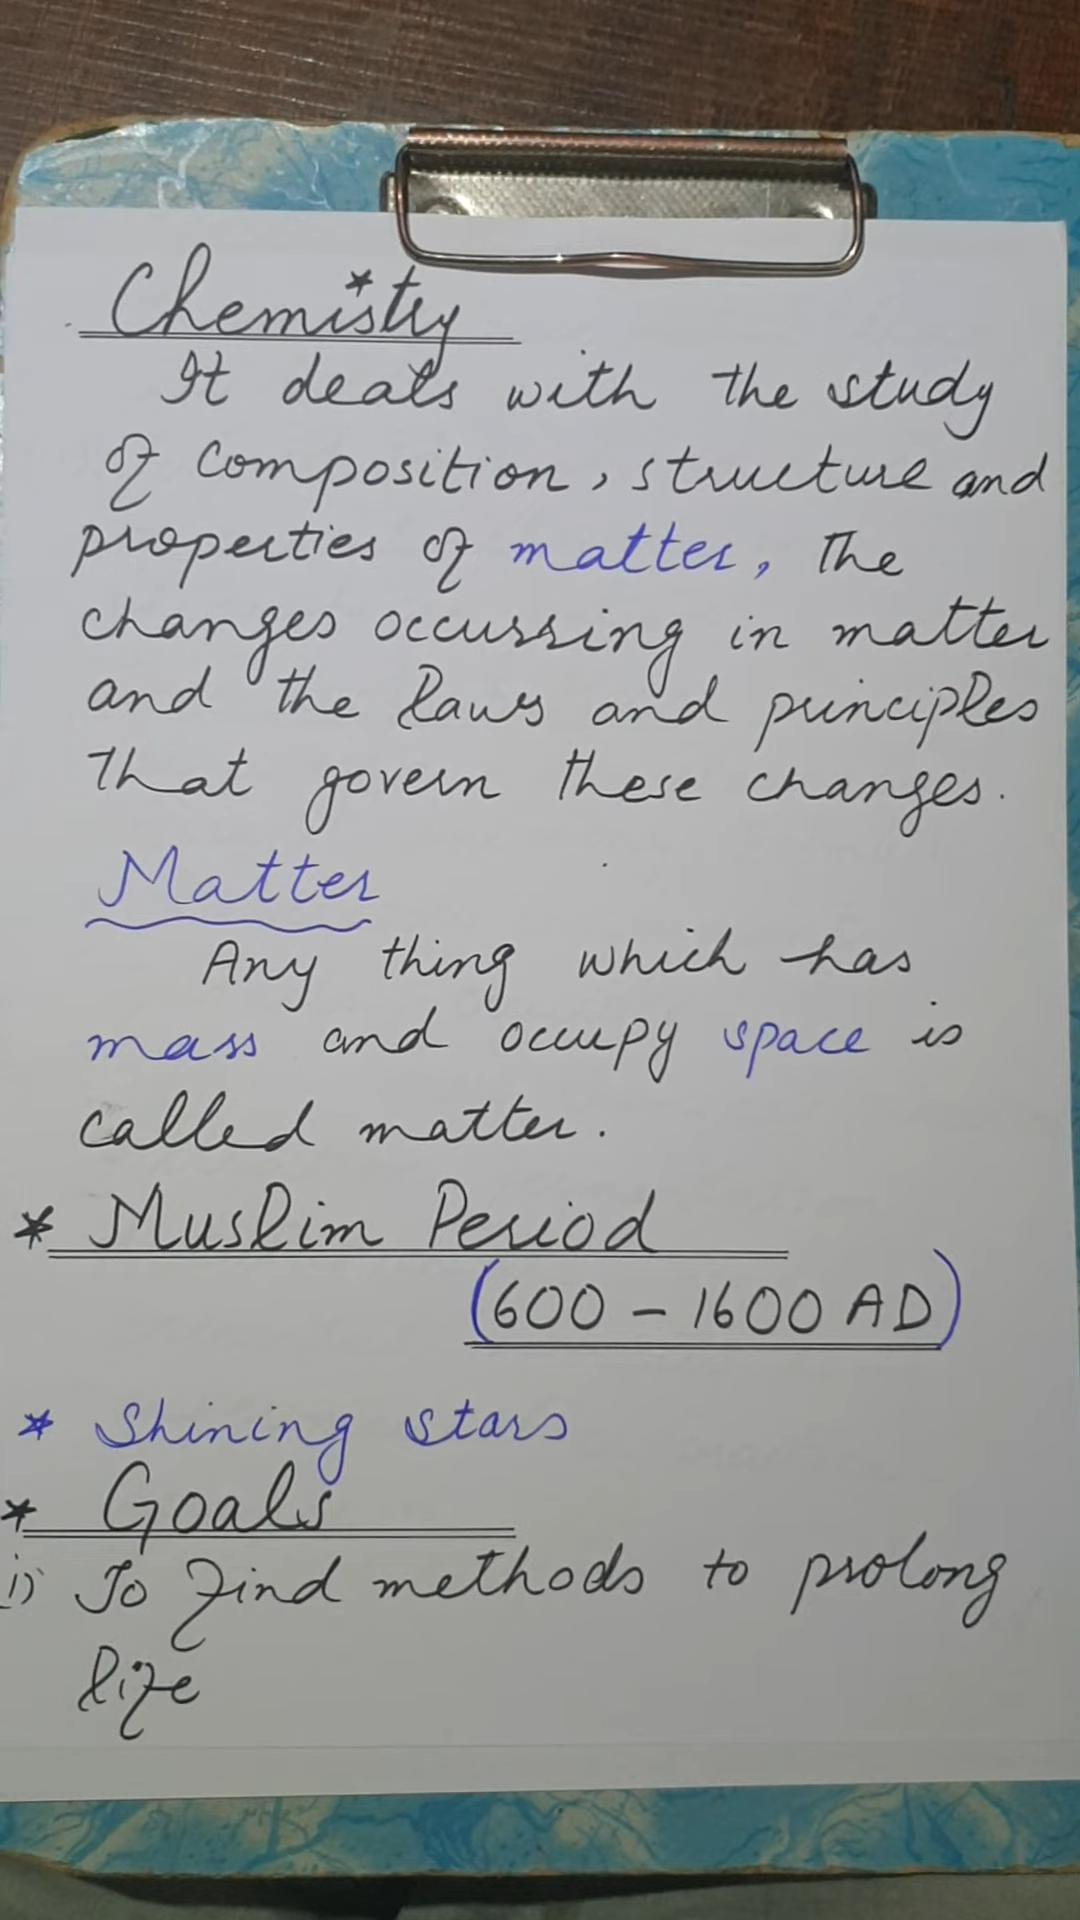 Chemistry
It deals with the study
of composition, structure and
properties of matter, The
changes occurring in matter
and the laws and principles
That govern these changes.
Matter
Any thing which has
mass and occupy space is
called matter.
* Muslim Period
(600 - 1600 AD)
* Shining stars
* Goals
i) To find methods to prolong
life